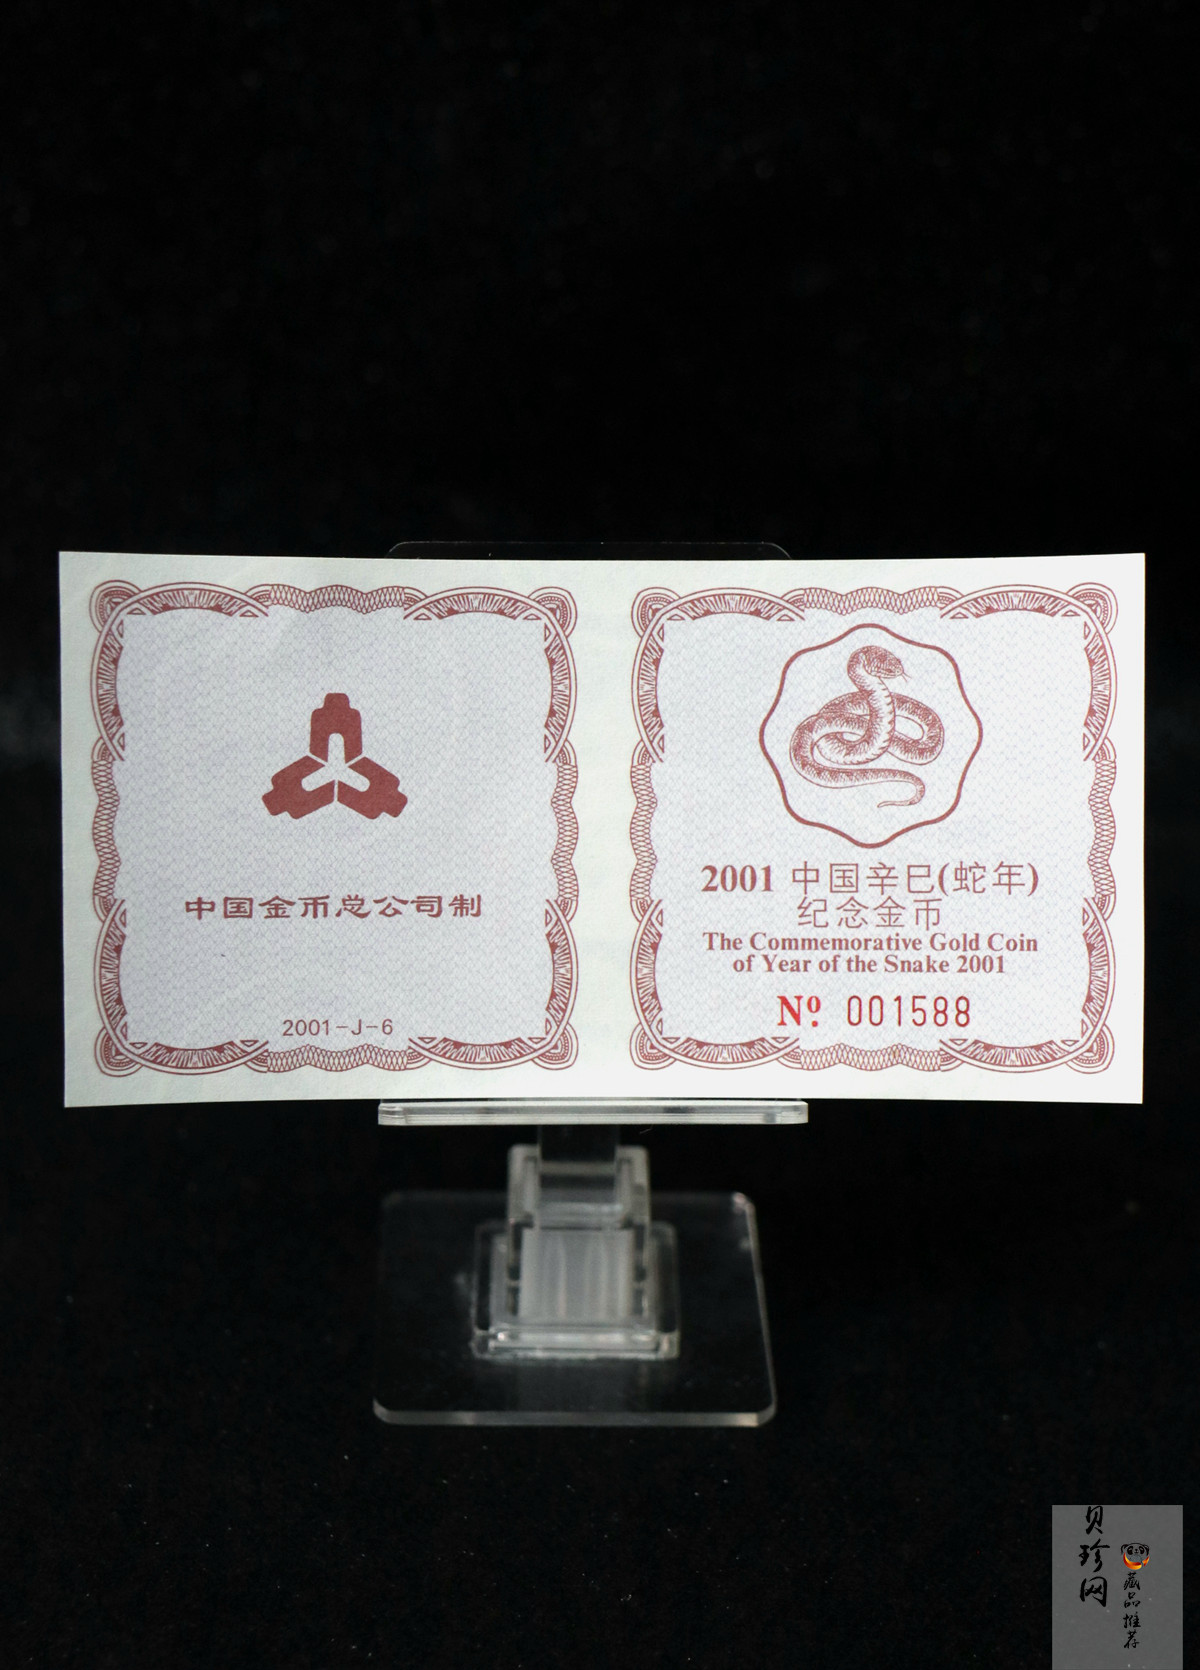 中国金币总公司制
2001-J-6
2001 中国辛巳(蛇年)
纪念金币
The Commemorative Gold Coin
of Year of the Snake 2001
Nº. 001588
贝珍网
藏品推荐